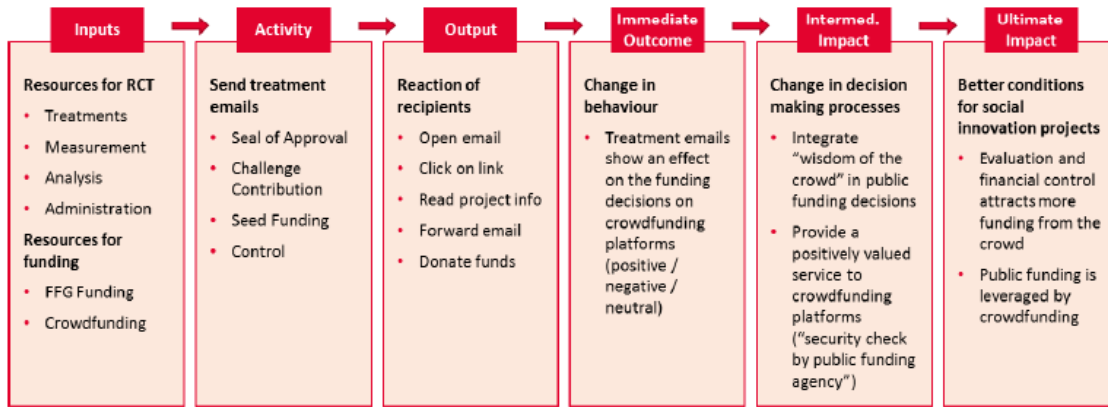 Inputs
Resources for RCT
• Treatments
• Measurement
• Analysis
• Administration
Resources for
funding
• FFG Funding
• Crowdfunding
Activity
Send treatment
emails
• Seal of Approval
• Challenge
Contribution
• Seed Funding
• Control
Output
Reaction of
recipients
• Open email
• Click on link
• Read project info
• Forward email
• Donate funds
Immediate
Outcome
Change in
behaviour
• Treatment emails
show an effect
on the funding
decisions on
crowdfunding
platforms
(positive /
negative /
neutral)
Intermed.
Impact
Change in decision
making processes
• Integrate
“wisdom of the
crowd” in public
funding decisions
• Provide a
positively valued
service to
crowdfunding
platforms
(“security check
by public funding
agency”)
Ultimate
Impact
Better conditions
for social
innovation projects
• Evaluation and
financial control
attracts more
funding from the
crowd
• Public funding is
leveraged by
crowdfunding